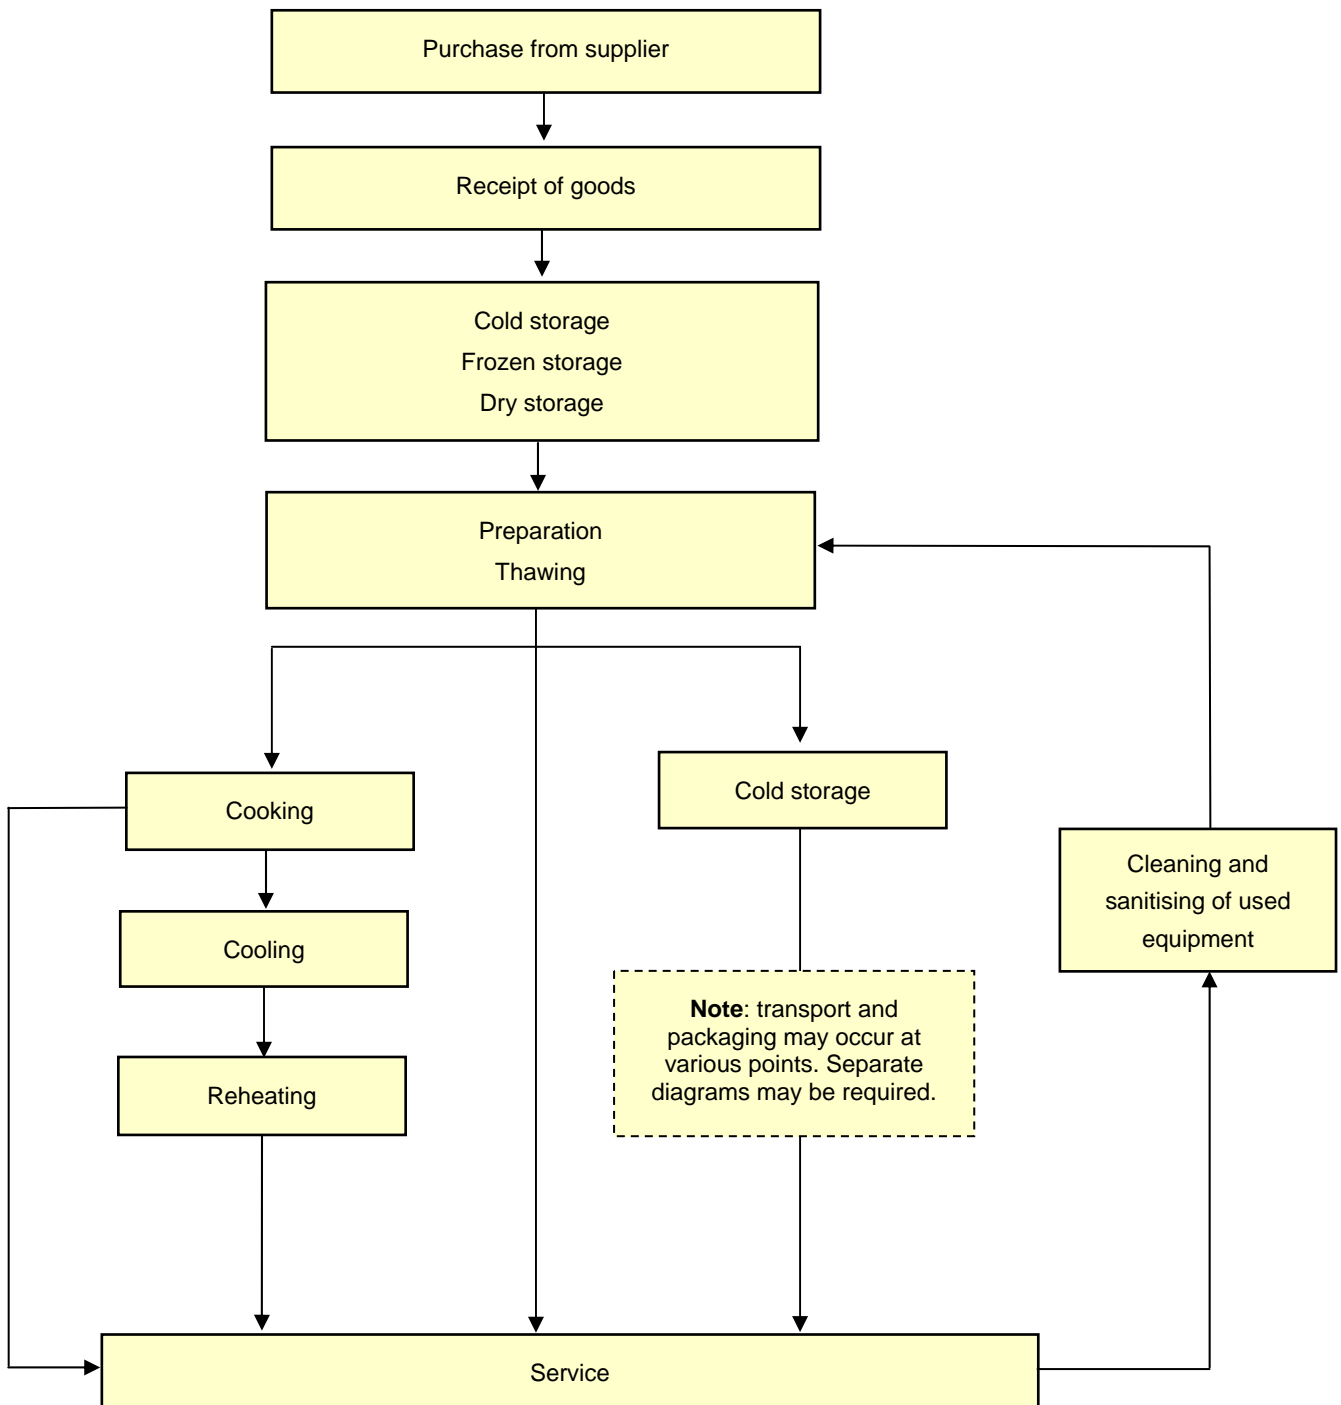 Purchase from supplier
Receipt of goods
Cold storage
Frozen storage
Dry storage
Preparation
Thawing
Cooking
Cold storage
Cleaning and
sanitising of used
equipment
Cooling
Note: transport and
packaging may occur at
various points. Separate
diagrams may be required.
Reheating
Service